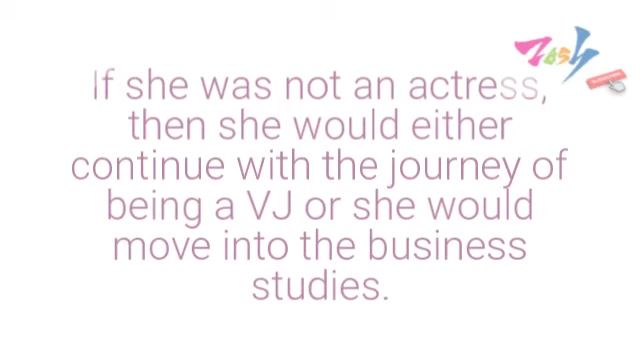 If she was not an actress,
then she would either
continue with the journey of
being a VJ or she would
move into the business
studies.